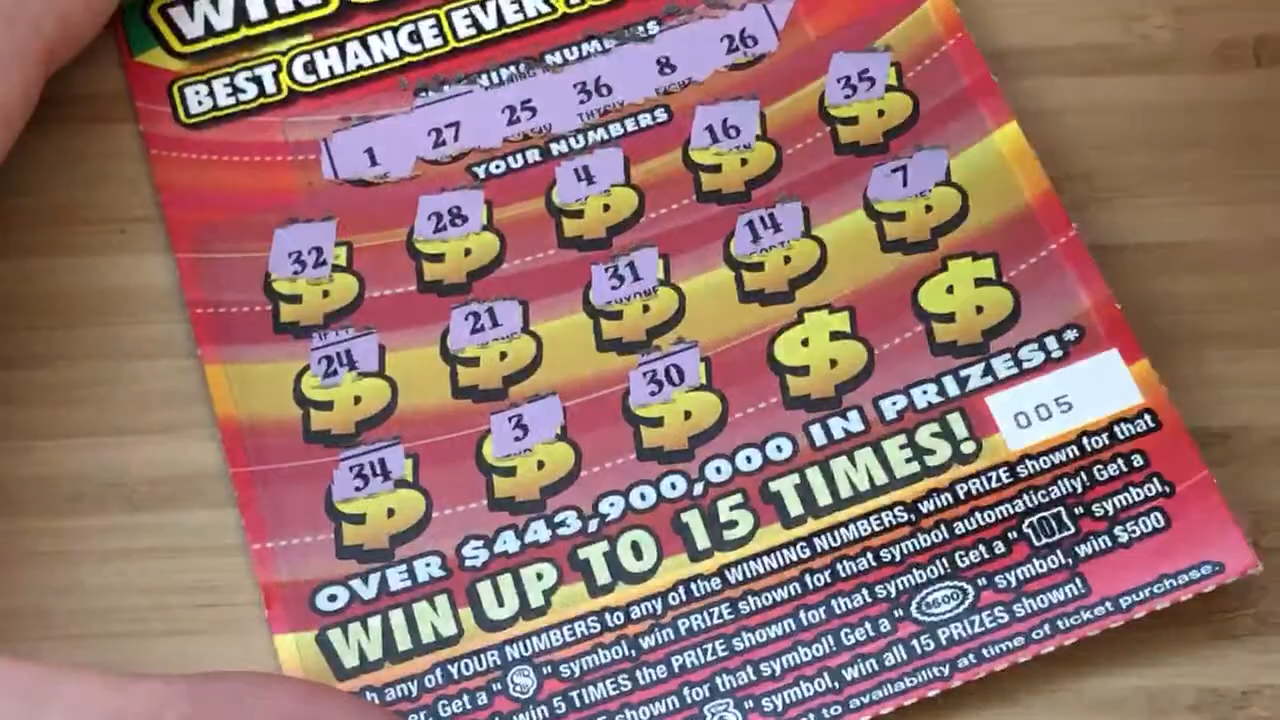 WIN
BEST CHANCE EVER
WINNING NUMBERS
1 27 25 36 8 26
YOUR NUMBERS
32 28 4 16 35
24 21 31 14 7
34 3 30
OVER $443,900,000 IN PRIZES!*
WIN UP TO 15 TIMES!
005
any of YOUR NUMBERS to any of the WINNING NUMBERS, win PRIZE shown for that
Get a " $ " symbol, win PRIZE shown for that symbol automatically! Get a
symbol, win 5 TIMES the PRIZE shown for that symbol! Get a " 10X " symbol,
shown for that symbol! Get a " $500 " symbol, win $500
" symbol, win all 15 PRIZES shown!
to availability at time of ticket purchase.